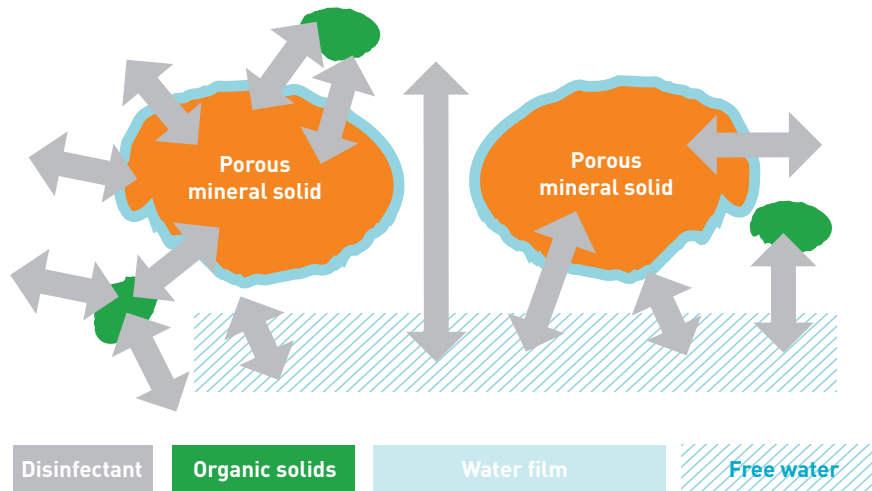 Porous
mineral solid
Porous
mineral solid
Disinfectant
Organic solids
Water film
Free water